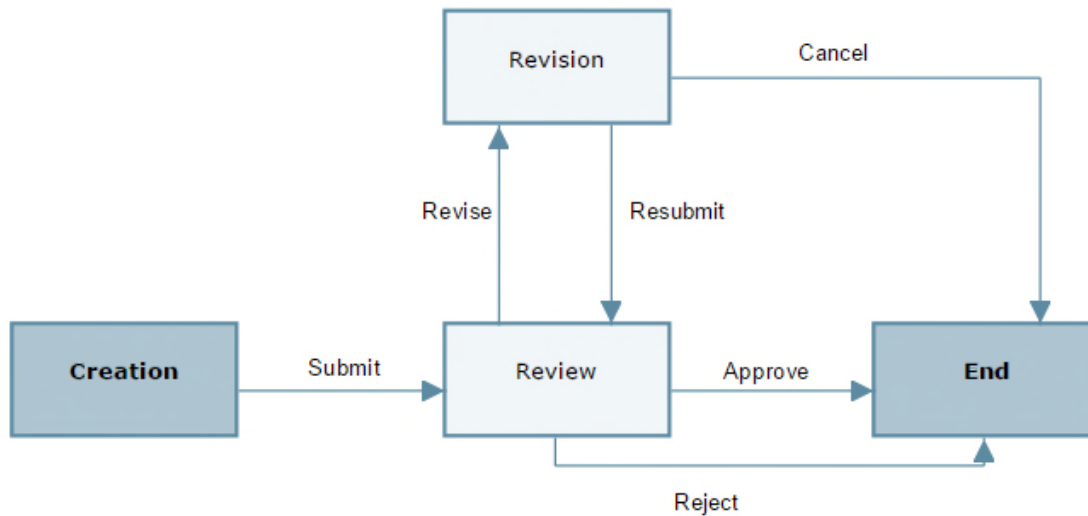 Revision
Cancel
Revise
Resubmit
Creation
Submit
Review
Approve
End
Reject